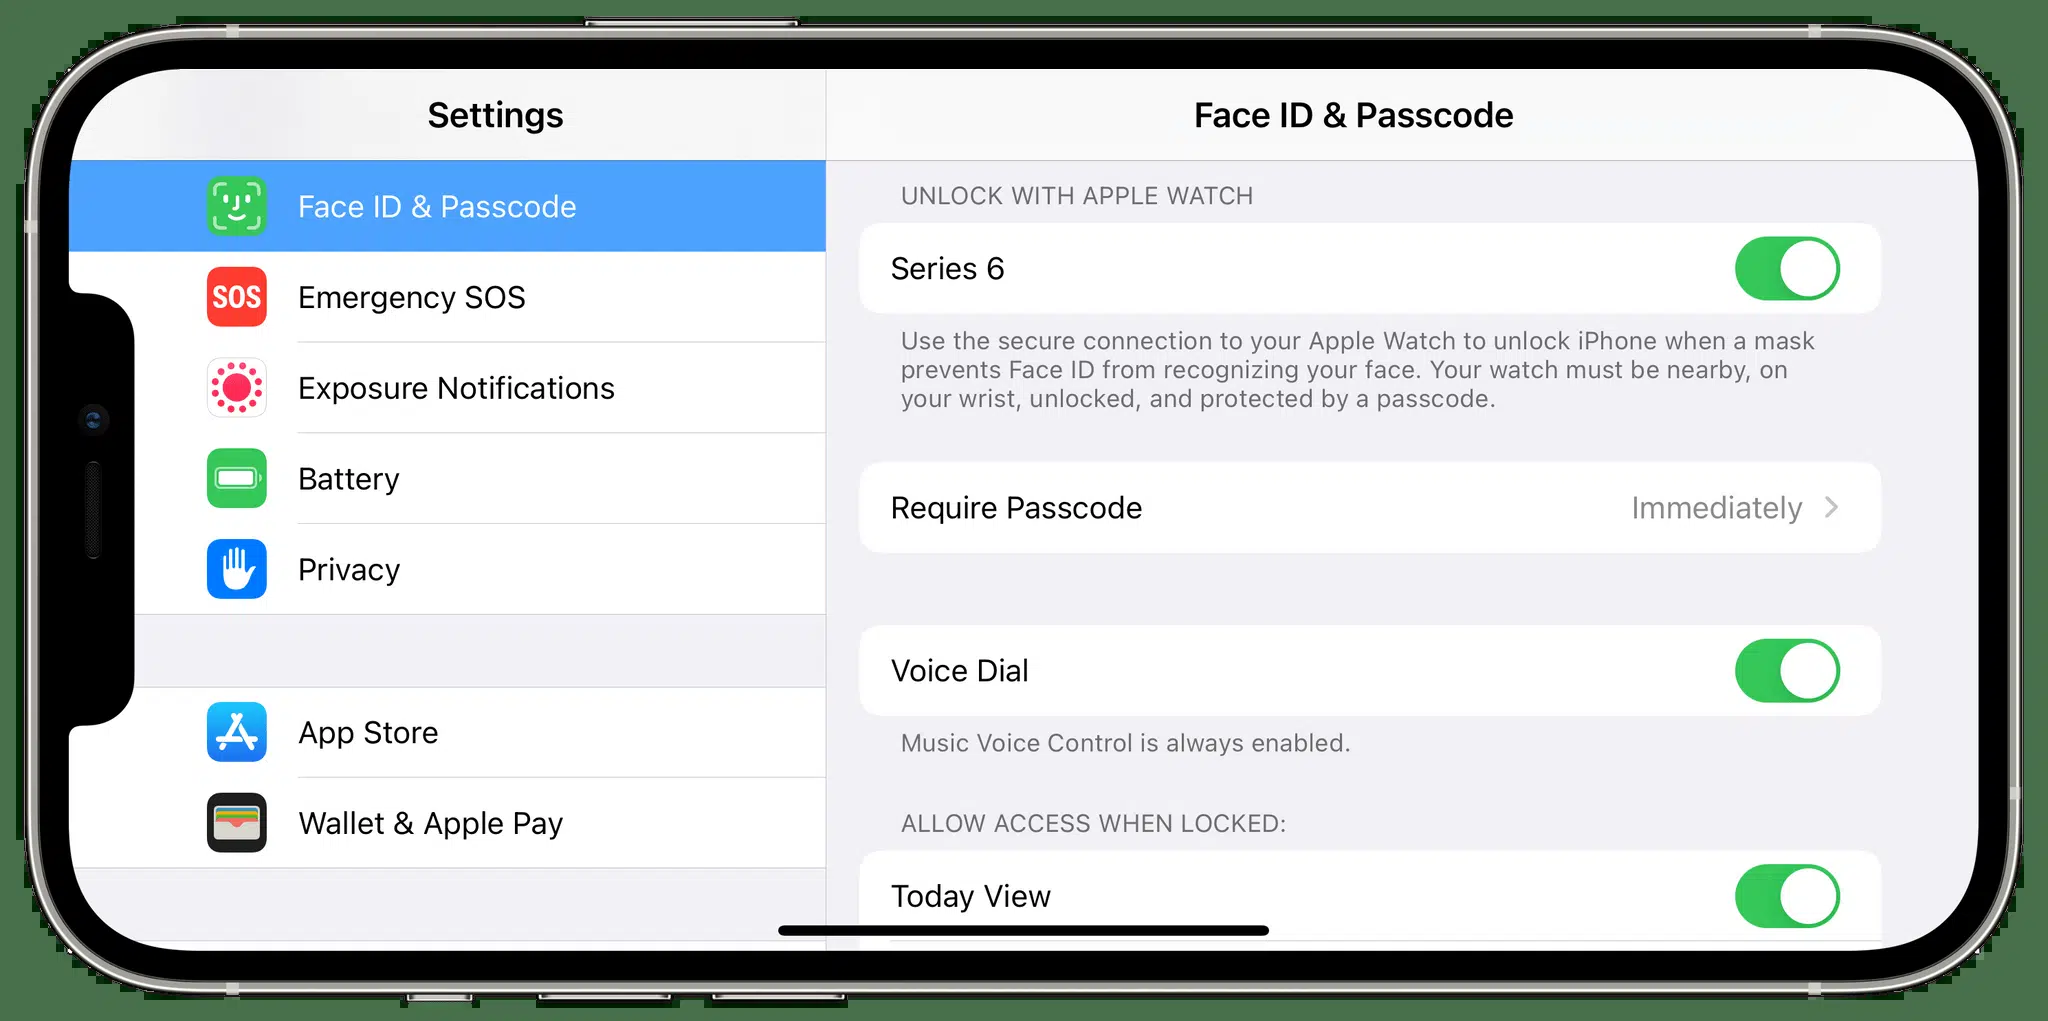 Settings
Face ID & Passcode
SOS
Emergency SOS
Exposure Notifications
Battery
Privacy
App Store
Wallet & Apple Pay
Face ID & Passcode
UNLOCK WITH APPLE WATCH
Series 6
Use the secure connection to your Apple Watch to unlock iPhone when a mask
prevents Face ID from recognizing your face. Your watch must be nearby, on
your wrist, unlocked, and protected by a passcode.
Require Passcode
Immediately
Voice Dial
Music Voice Control is always enabled.
ALLOW ACCESS WHEN LOCKED:
Today View